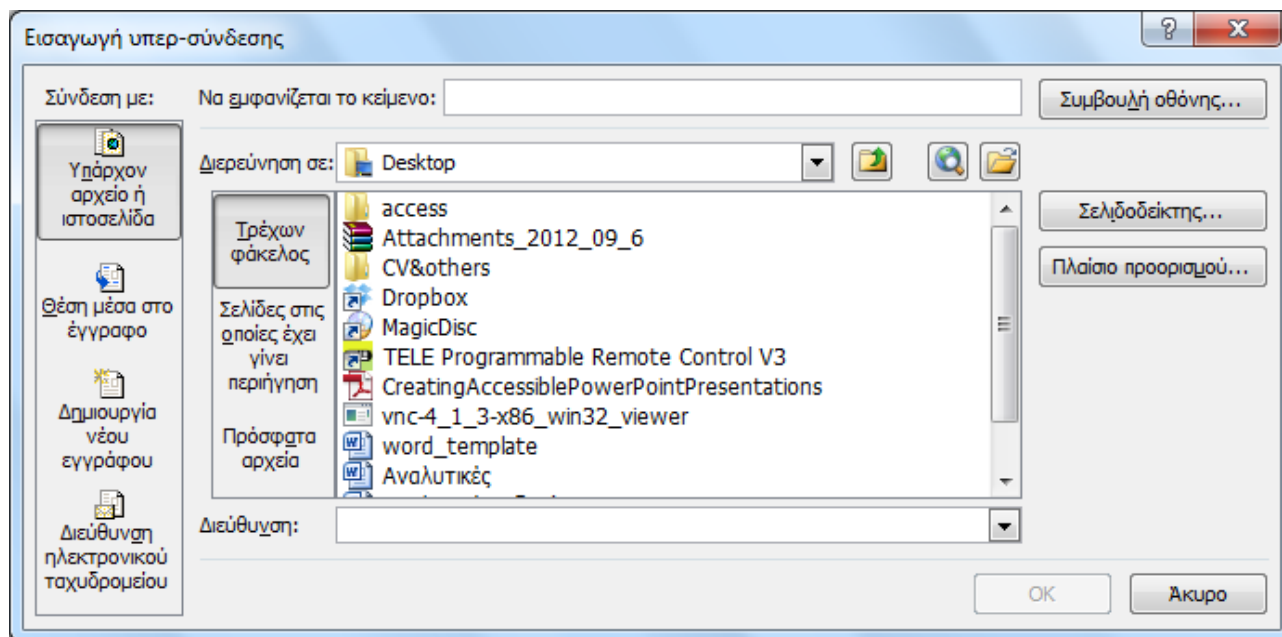 Εισαγωγή υπερ-σύνδεσης
Σύνδεση με:
Να εμφανίζεται το κείμενο:
Συμβουλή οθόνης...
Υπάρχον
αρχείο ή
ιστοσελίδα
Θέση μέσα στο
έγγραφο
Δημιουργία
νέου
εγγράφου
Διεύθυνση
ηλεκτρονικού
ταχυδρομείου
Διερεύνηση σε:
Desktop
Τρέχων
φάκελος
Σελίδες στις
οποίες έχει
γίνει
περιήγηση
Πρόσφατα
αρχεία
access
Attachments_2012_09_6
CV&others
Dropbox
MagicDisc
TELE Programmable Remote Control V3
CreatingAccessiblePowerPointPresentations
vnc-4_1_3-x86_win32_viewer
word_template
Αναλυτικές
Σελιδοδείκτης...
Πλαίσιο προορισμού...
Διεύθυνση:
OK
Άκυρο